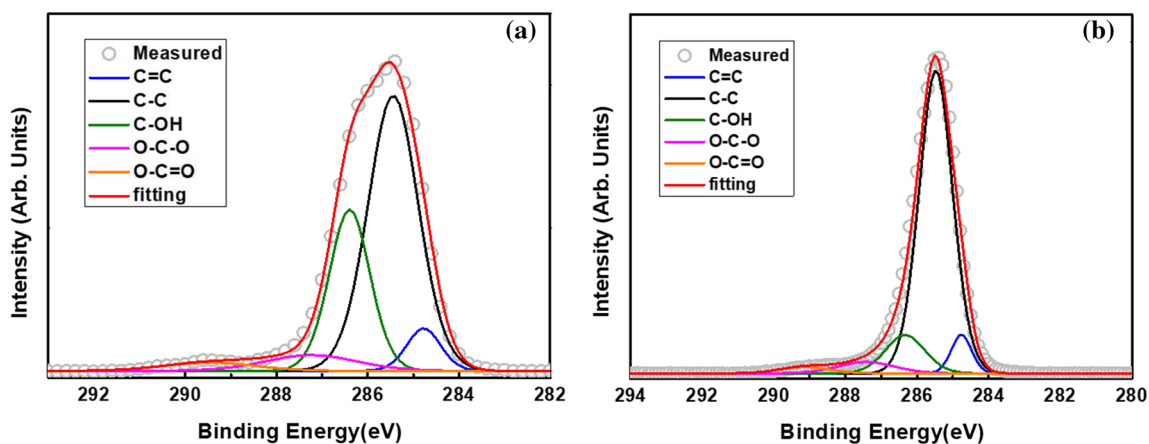 (a)
Measured
C=C
C-C
C-OH
O-C-O
O-C=O
fitting
Intensity (Arb. Units)
292 290 288 286 284 282
Binding Energy(eV)
(b)
Measured
C=C
C-C
C-OH
O-C-O
O-C=O
fitting
Intensity (Arb. Units)
294 292 290 288 286 284 282 280
Binding Energy(eV)